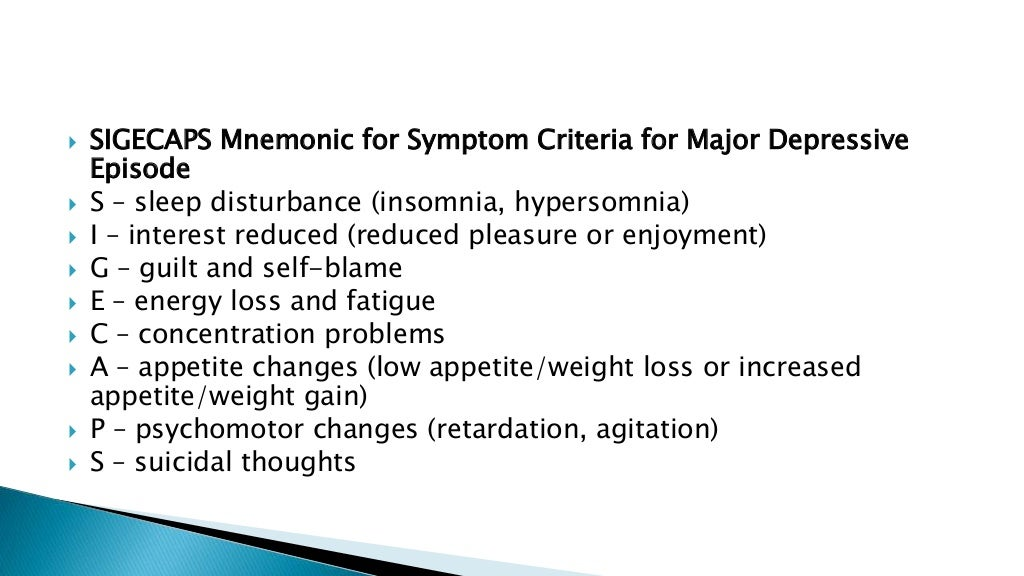 SIGECAPS Mnemonic for Symptom Criteria for Major Depressive
Episode
S – sleep disturbance (insomnia, hypersomnia)
I – interest reduced (reduced pleasure or enjoyment)
G – guilt and self-blame
E – energy loss and fatigue
C – concentration problems
A – appetite changes (low appetite/weight loss or increased
appetite/weight gain)
P – psychomotor changes (retardation, agitation)
S – suicidal thoughts